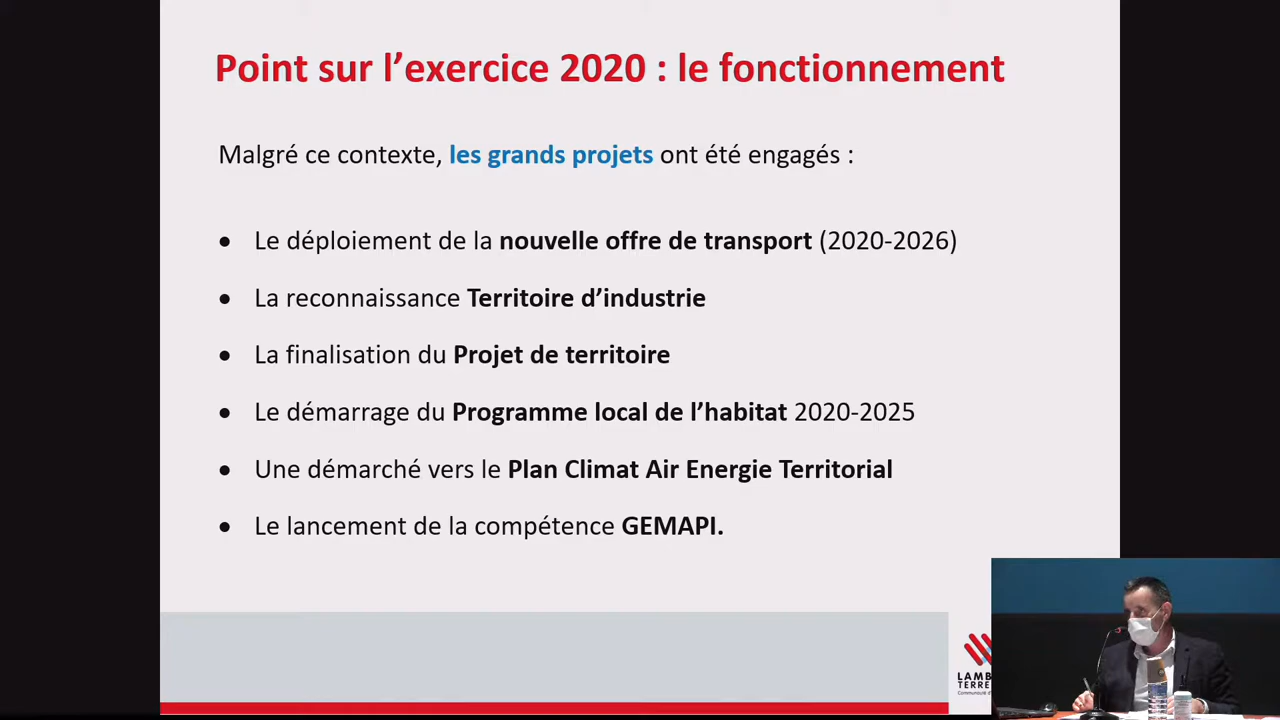 Point sur l’exercice 2020 : le fonctionnement
Malgré ce contexte, les grands projets ont été engagés :
• Le déploiement de la nouvelle offre de transport (2020-2026)
• La reconnaissance Territoire d’industrie
• La finalisation du Projet de territoire
• Le démarrage du Programme local de l’habitat 2020-2025
• Une démarché vers le Plan Climat Air Energie Territorial
• Le lancement de la compétence GEMAPI.
LAMB
TERRE